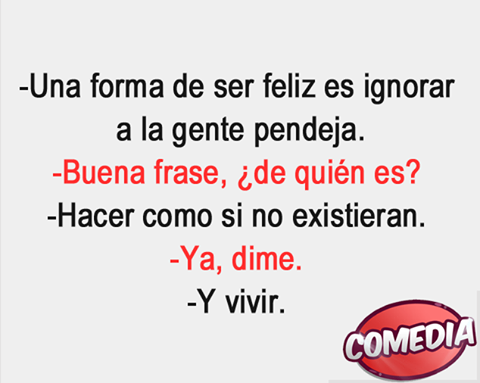 -Una forma de ser feliz es ignorar
a la gente pendeja.
-Buena frase, ¿de quién es?
-Hacer como si no existieran.
-Ya, dime.
-Y vivir.
COMEDIA